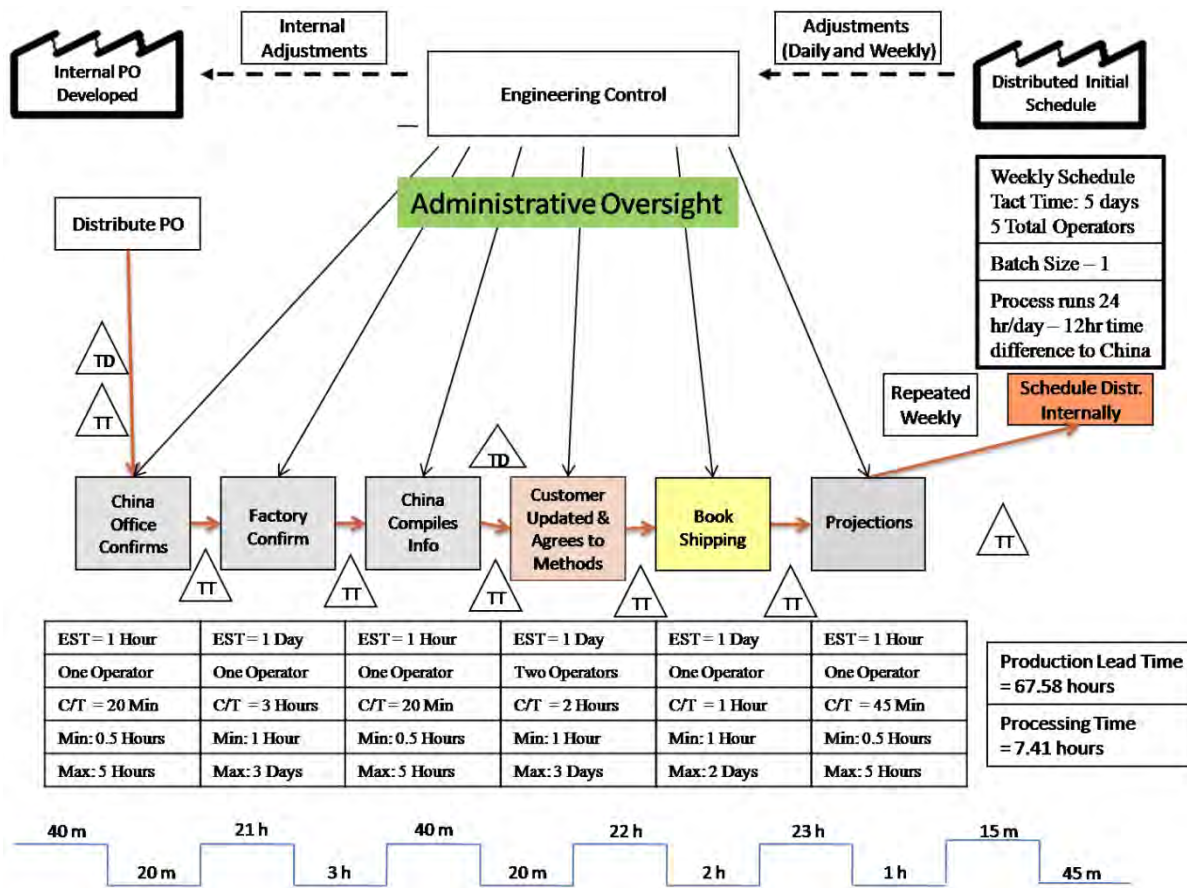 Internal
Adjustments
Adjustments
(Daily and Weekly)
Internal PO
Developed
Engineering Control
Distributed Initial
Schedule
Administrative Oversight
Weekly Schedule
Tact Time: 5 days
5 Total Operators
Batch Size – 1
Process runs 24
hr/day – 12hr time
difference to China
Distribute PO
TD
TT
Repeated
Weekly
Schedule Distr.
Internally
TD
China
Office
Confirms
Factory
Confirm
China
Compiles
Info
Customer
Updated &
Agrees to
Methods
Book
Shipping
Projections
TT
TT
TT
TT
TT
TT
EST = 1 Hour
EST = 1 Day
EST = 1 Hour
EST = 1 Day
EST = 1 Day
EST = 1 Hour
One Operator
One Operator
One Operator
Two Operators
One Operator
One Operator
C/T = 20 Min
C/T = 3 Hours
C/T = 20 Min
C/T = 2 Hours
C/T = 1 Hour
C/T = 45 Min
Min: 0.5 Hours
Min: 1 Hour
Min: 0.5 Hours
Min: 1 Hour
Min: 1 Hour
Min: 0.5 Hours
Max: 5 Hours
Max: 3 Days
Max: 5 Hours
Max: 3 Days
Max: 2 Days
Max: 5 Hours
Production Lead Time
= 67.58 hours
Processing Time
= 7.41 hours
40 m
21 h
40 m
22 h
23 h
15 m
20 m
3 h
20 m
2 h
1 h
45 m